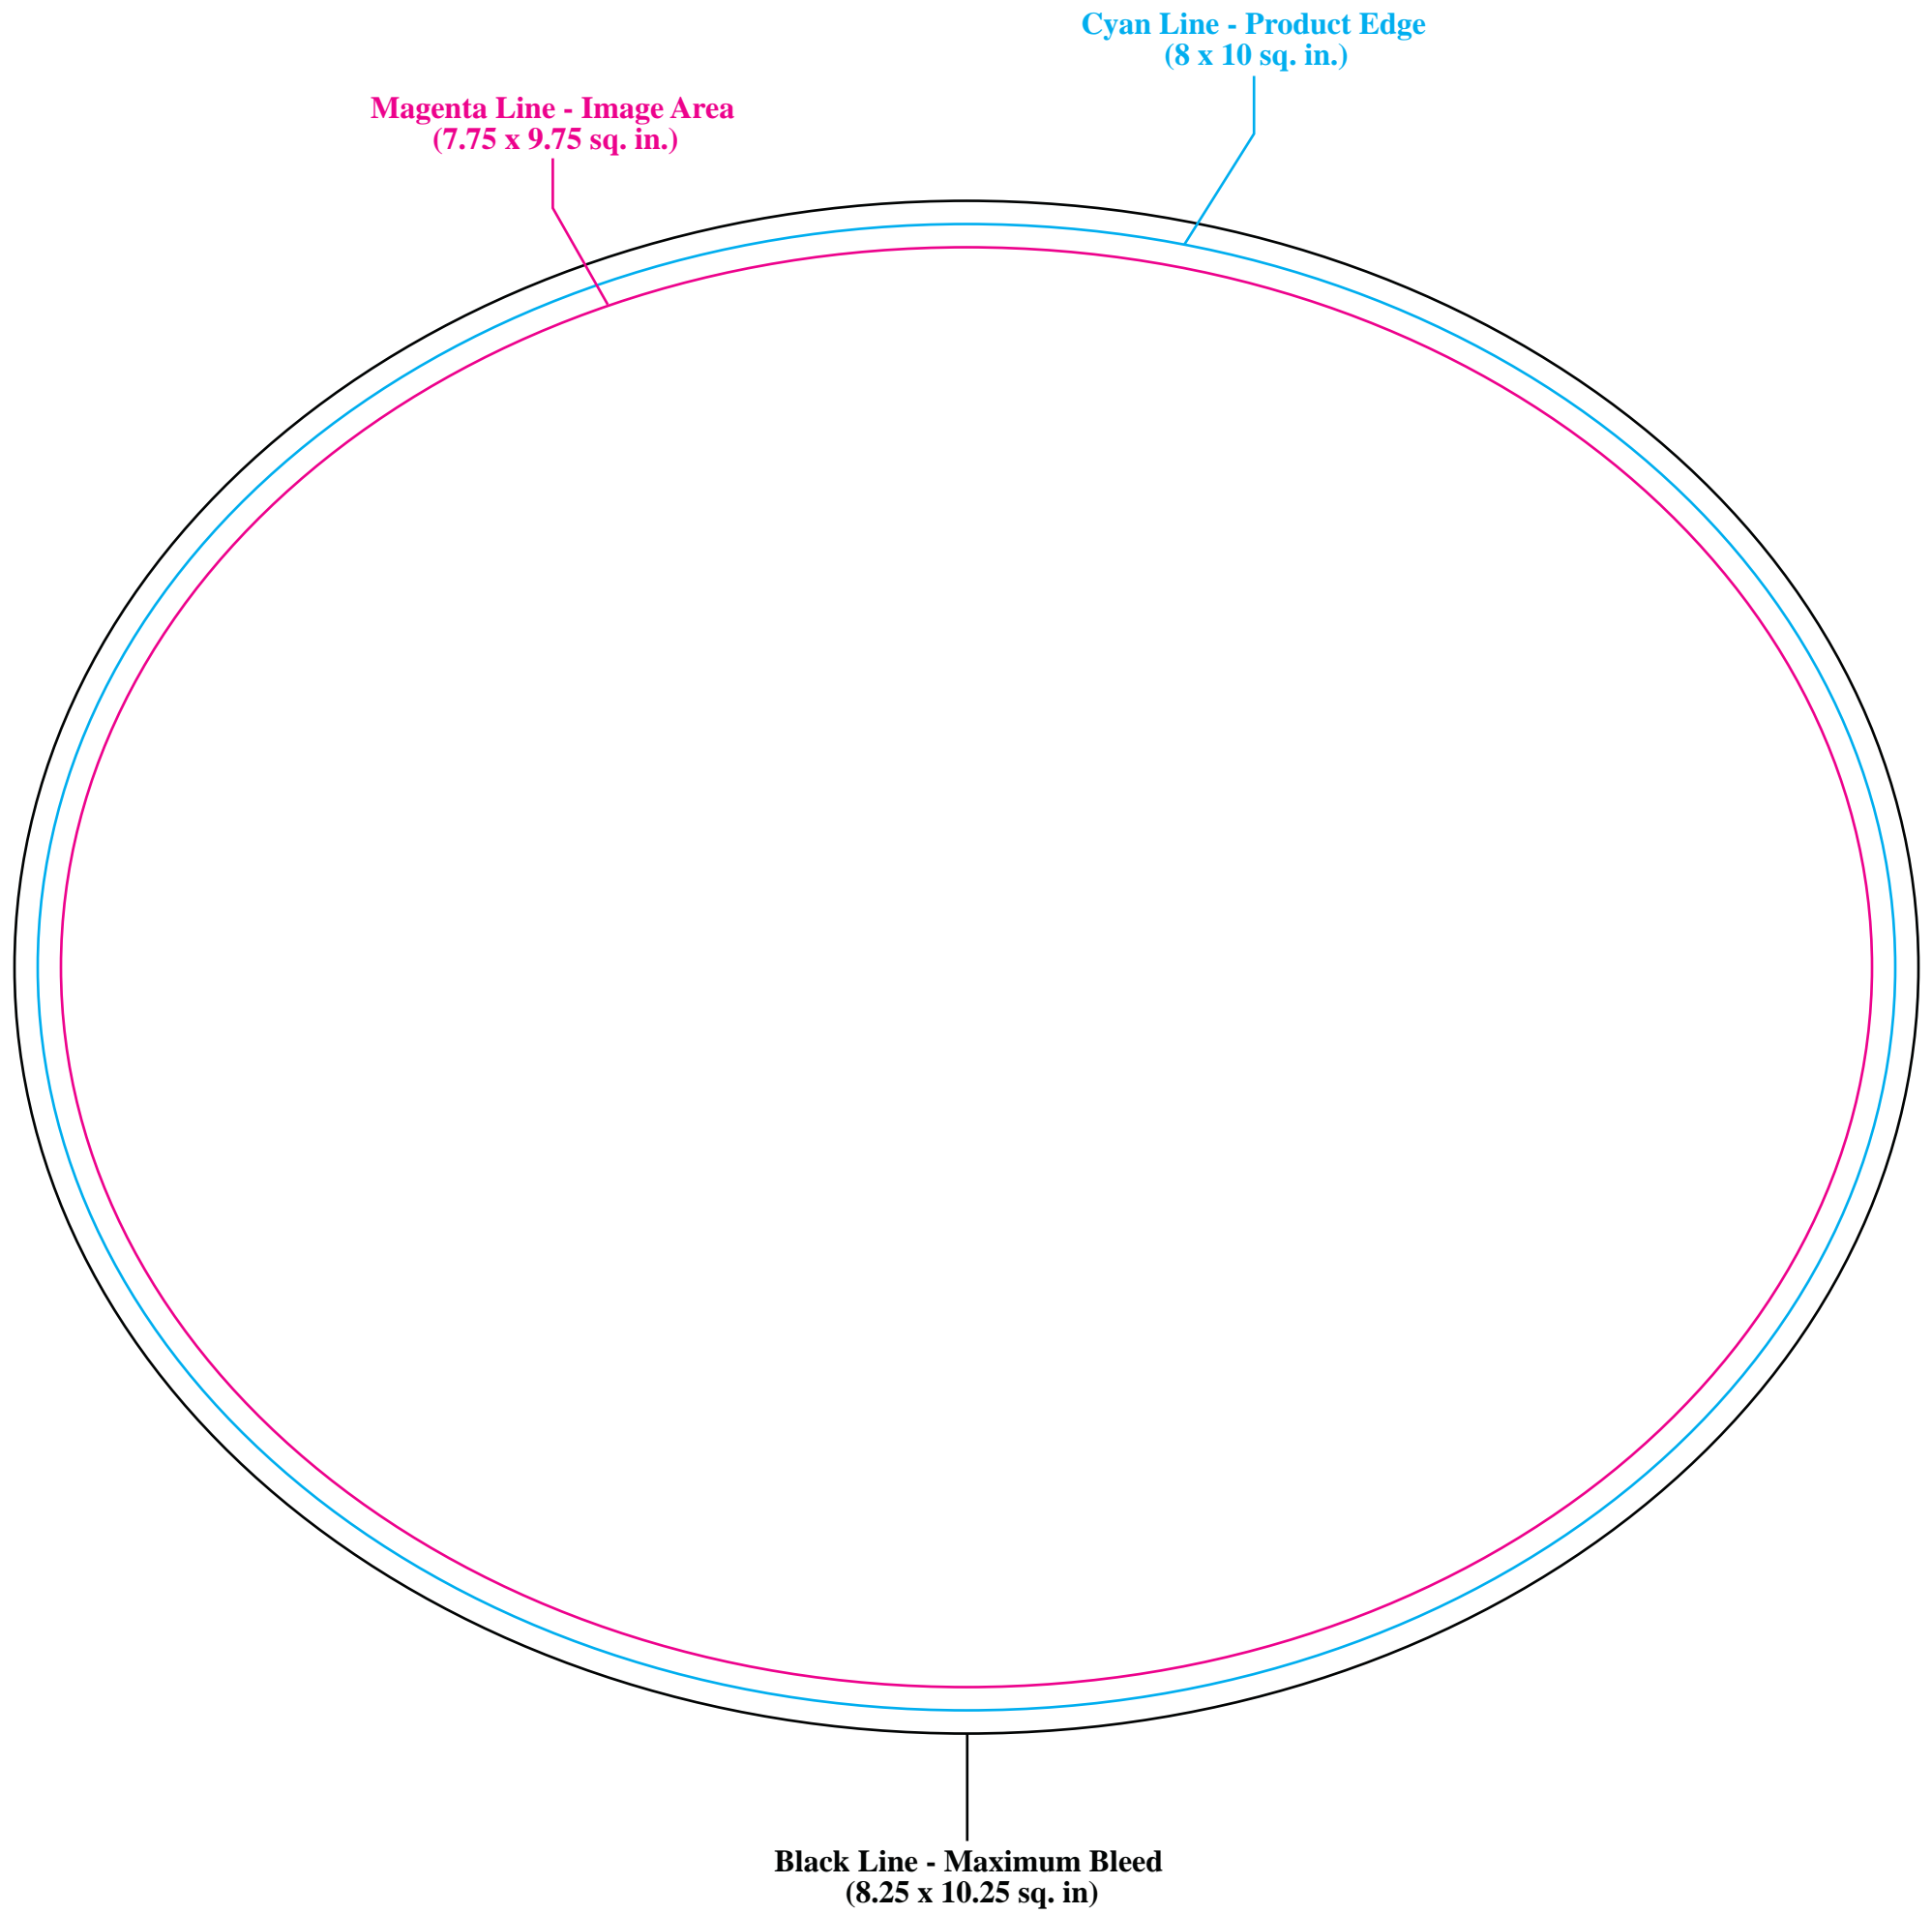 Cyan Line - Product Edge
(8 x 10 sq. in.)
Magenta Line - Image Area
(7.75 x 9.75 sq. in.)
Black Line - Maximum Bleed
(8.25 x 10.25 sq. in)